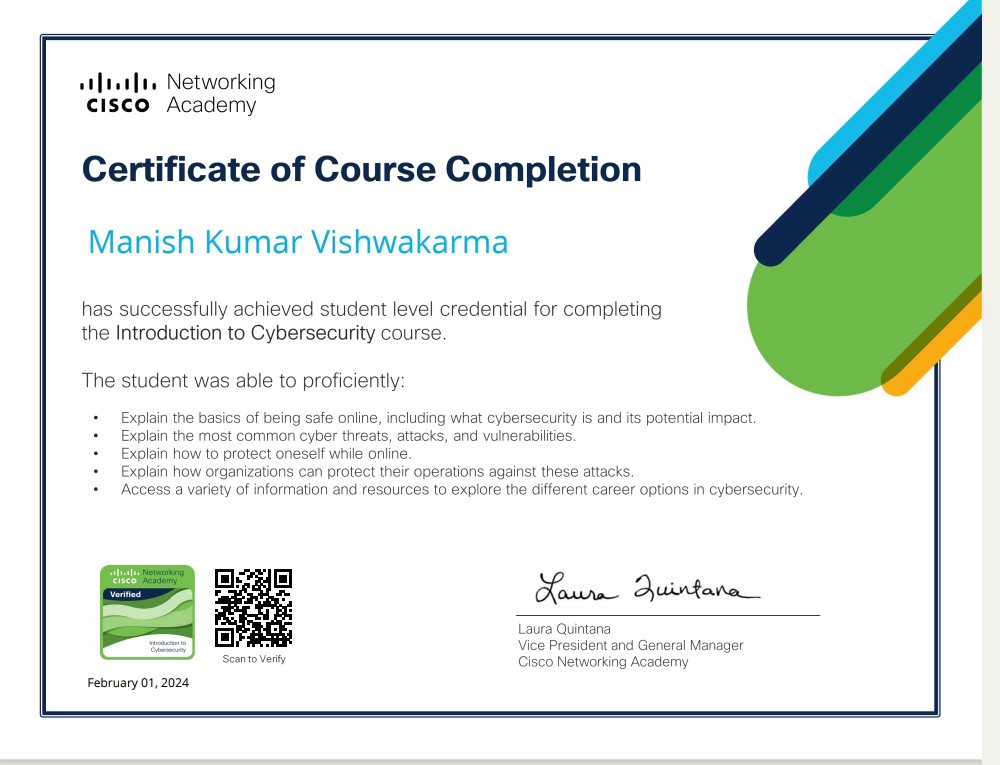 Networking
CISCO Academy
Certificate of Course Completion
Manish Kumar Vishwakarma
has successfully achieved student level credential for completing
the Introduction to Cybersecurity course.
The student was able to proficiently:
• Explain the basics of being safe online, including what cybersecurity is and its potential impact.
• Explain the most common cyber threats, attacks, and vulnerabilities.
• Explain how to protect oneself while online.
• Explain how organizations can protect their operations against these attacks.
• Access a variety of information and resources to explore the different career options in cybersecurity.
Networking
CISCO Academy
Verified
Introduction to
Cybersecurity
Scan to Verify
February 01, 2024
Laura Quintana
Laura Quintana
Vice President and General Manager
Cisco Networking Academy